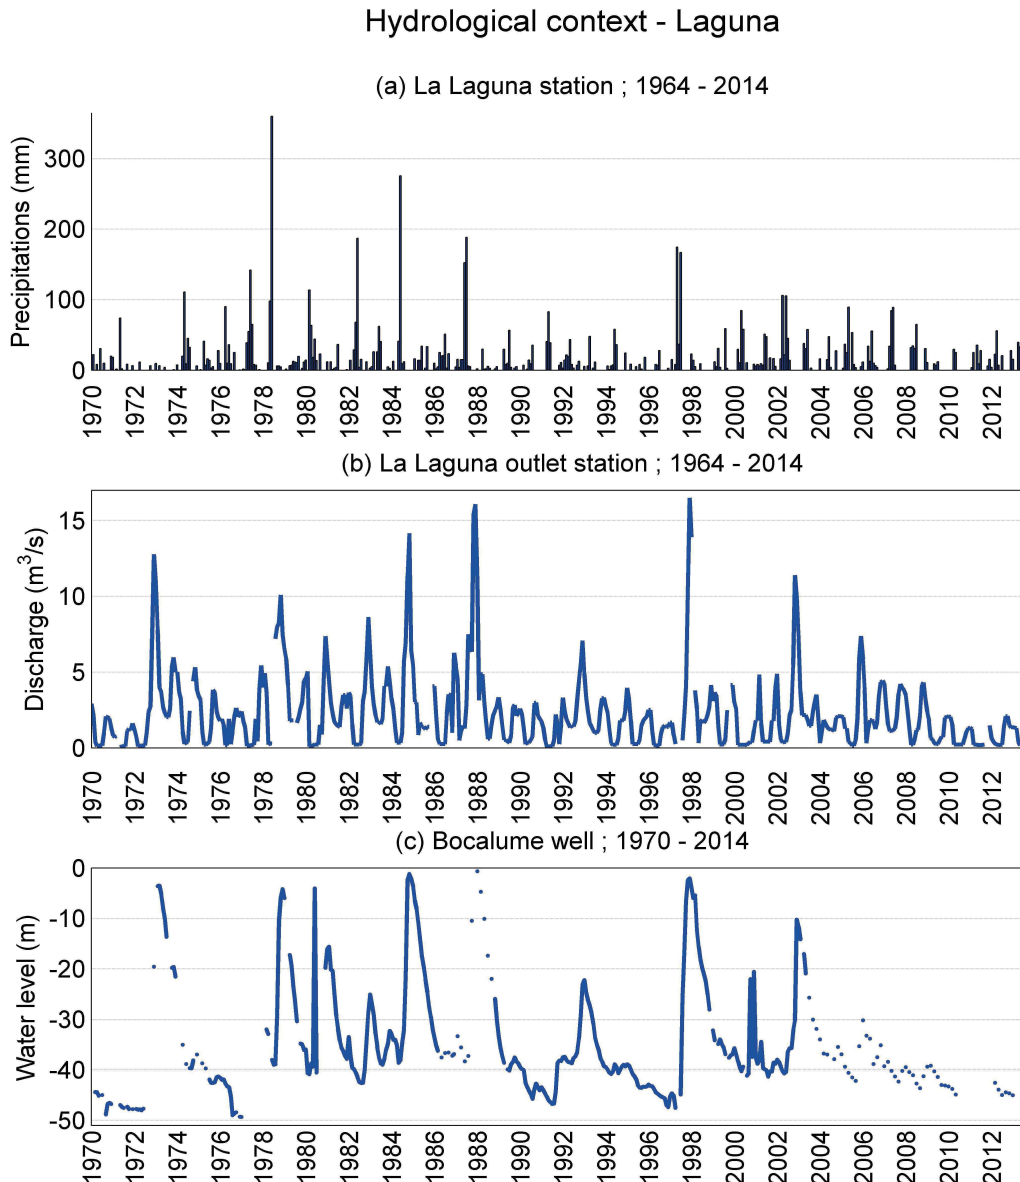 Hydrological context - Laguna
(a) La Laguna station ; 1964 - 2014
Precipitations (mm)
300
200
100
0
1970 1972 1974 1976 1978 1980 1982 1984 1986 1988 1990 1992 1994 1996 1998 2000 2002 2004 2006 2008 2010 2012
(b) La Laguna outlet station ; 1964 - 2014
Discharge (m³/s)
15
10
5
0
1970 1972 1974 1976 1978 1980 1982 1984 1986 1988 1990 1992 1994 1996 1998 2000 2002 2004 2006 2008 2010 2012
(c) Bocalume well ; 1970 - 2014
Water level (m)
0
-10
-20
-30
-40
-50
1970 1972 1974 1976 1978 1980 1982 1984 1986 1988 1990 1992 1994 1996 1998 2000 2002 2004 2006 2008 2010 2012